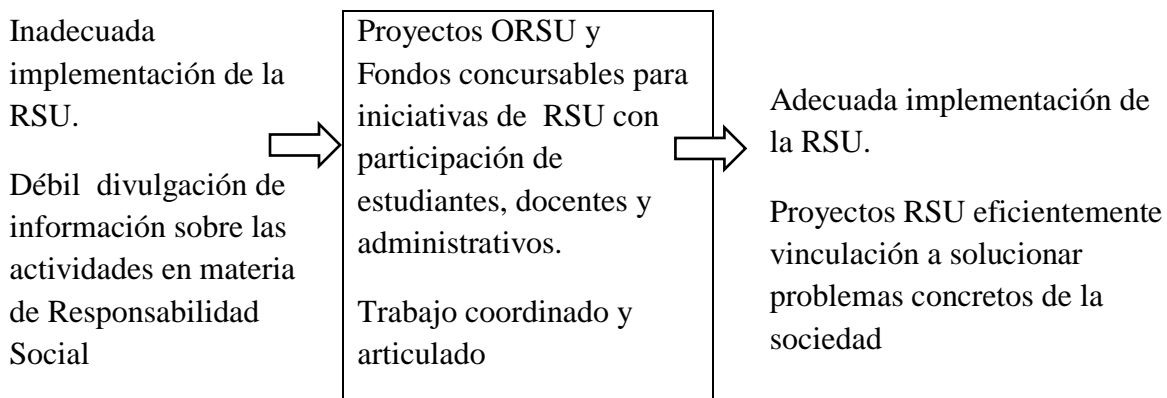 Inadecuada
implementación de la
RSU.
Débil  divulgación de
información sobre las
actividades en materia
de Responsabilidad
Social
Proyectos ORSU y
Fondos concursables para
iniciativas de  RSU con
participación de
estudiantes, docentes y
administrativos.
Trabajo coordinado y
articulado
Adecuada implementación de
la RSU.
Proyectos RSU eficientemente
vinculación a solucionar
problemas concretos de la
sociedad